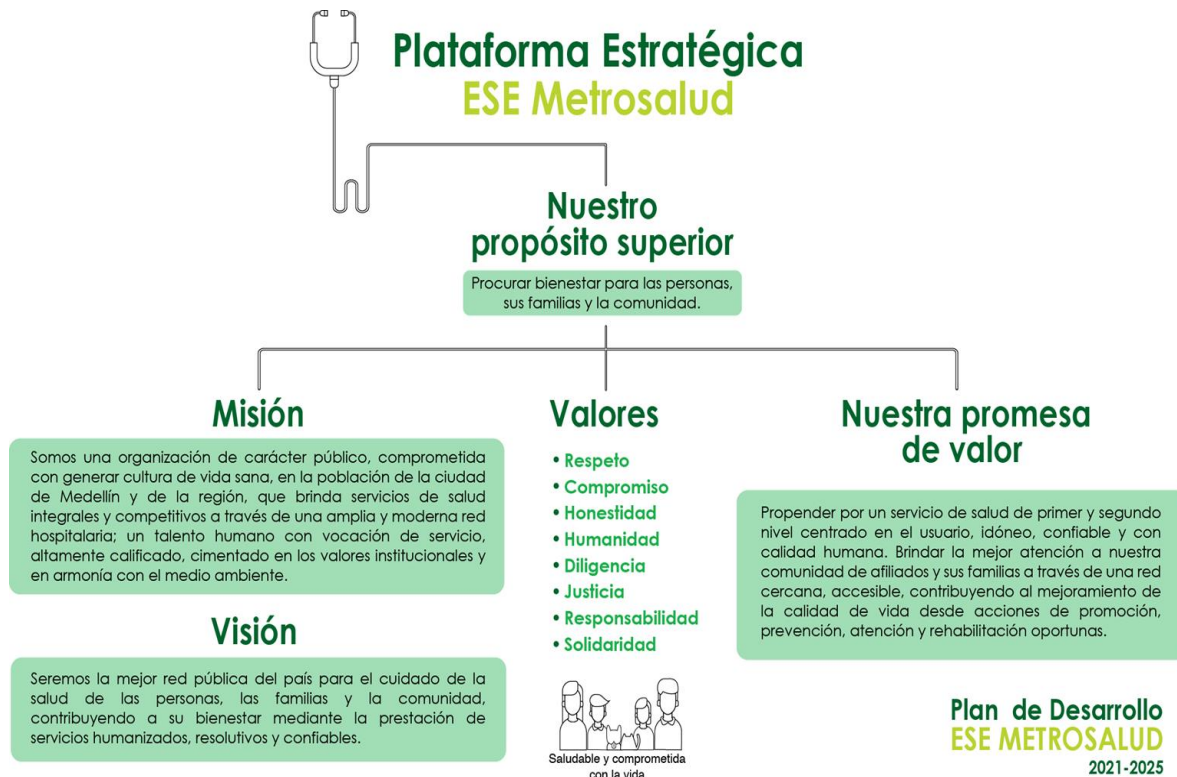 Plataforma Estratégica
ESE Metrosalud
Nuestro
propósito superior
Procurar bienestar para las personas,
sus familias y la comunidad.
Misión
Somos una organización de carácter público, comprometida
con generar cultura de vida sana, en la población de la ciudad
de Medellín y de la región, que brinda servicios de salud
integrales y competitivos a través de una amplia y moderna red
hospitalaria; un talento humano con vocación de servicio,
altamente calificado, cimentado en los valores institucionales y
en armonía con el medio ambiente.
Visión
Seremos la mejor red pública del país para el cuidado de la
salud de las personas, las familias y la comunidad,
contribuyendo a su bienestar mediante la prestación de
servicios humanizados, resolutivos y confiables.
Valores
• Respeto
• Compromiso
• Honestidad
• Humanidad
• Diligencia
• Justicia
• Responsabilidad
• Solidaridad
Saludable y comprometida
con la vida
Nuestra promesa
de valor
Propender por un servicio de salud de primer y segundo
nivel centrado en el usuario, idóneo, confiable y con
calidad humana. Brindar la mejor atención a nuestra
comunidad de afiliados y sus familias a través de una red
cercana, accesible, contribuyendo al mejoramiento de
la calidad de vida desde acciones de promoción,
prevención, atención y rehabilitación oportunas.
Plan de Desarrollo
ESE METROSALUD
2021-2025